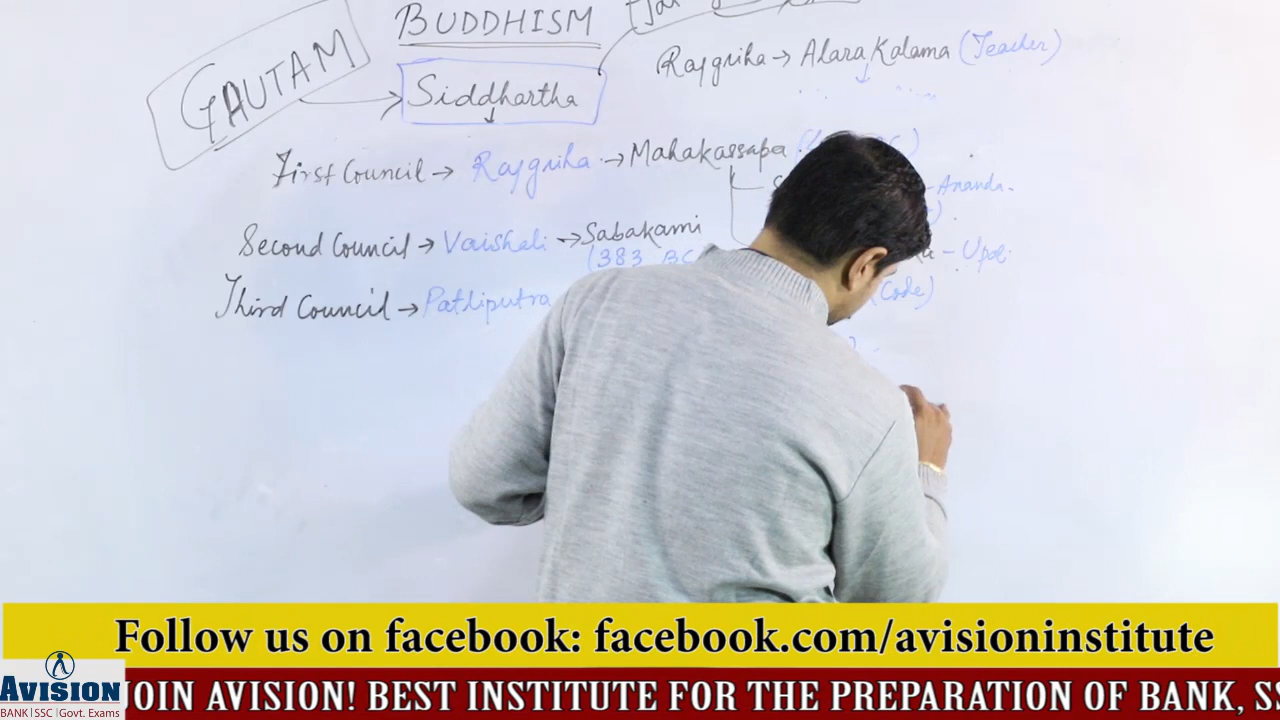 BUDDHISM
GAUTAM
Siddhartha
Rajgriha → Alara Kalama (Teacher)
First Council → Rajgriha → Mahakassapa
- Ananda.
Second Council → Vaishali → Sabakami
(383 BC
- Upali
Third Council → Patliputra
(Code)
Follow us on facebook: facebook.com/avisioninstitute
AVISION
BANK|SSC|Govt. Exams
JOIN AVISION! BEST INSTITUTE FOR THE PREPARATION OF BANK, SS